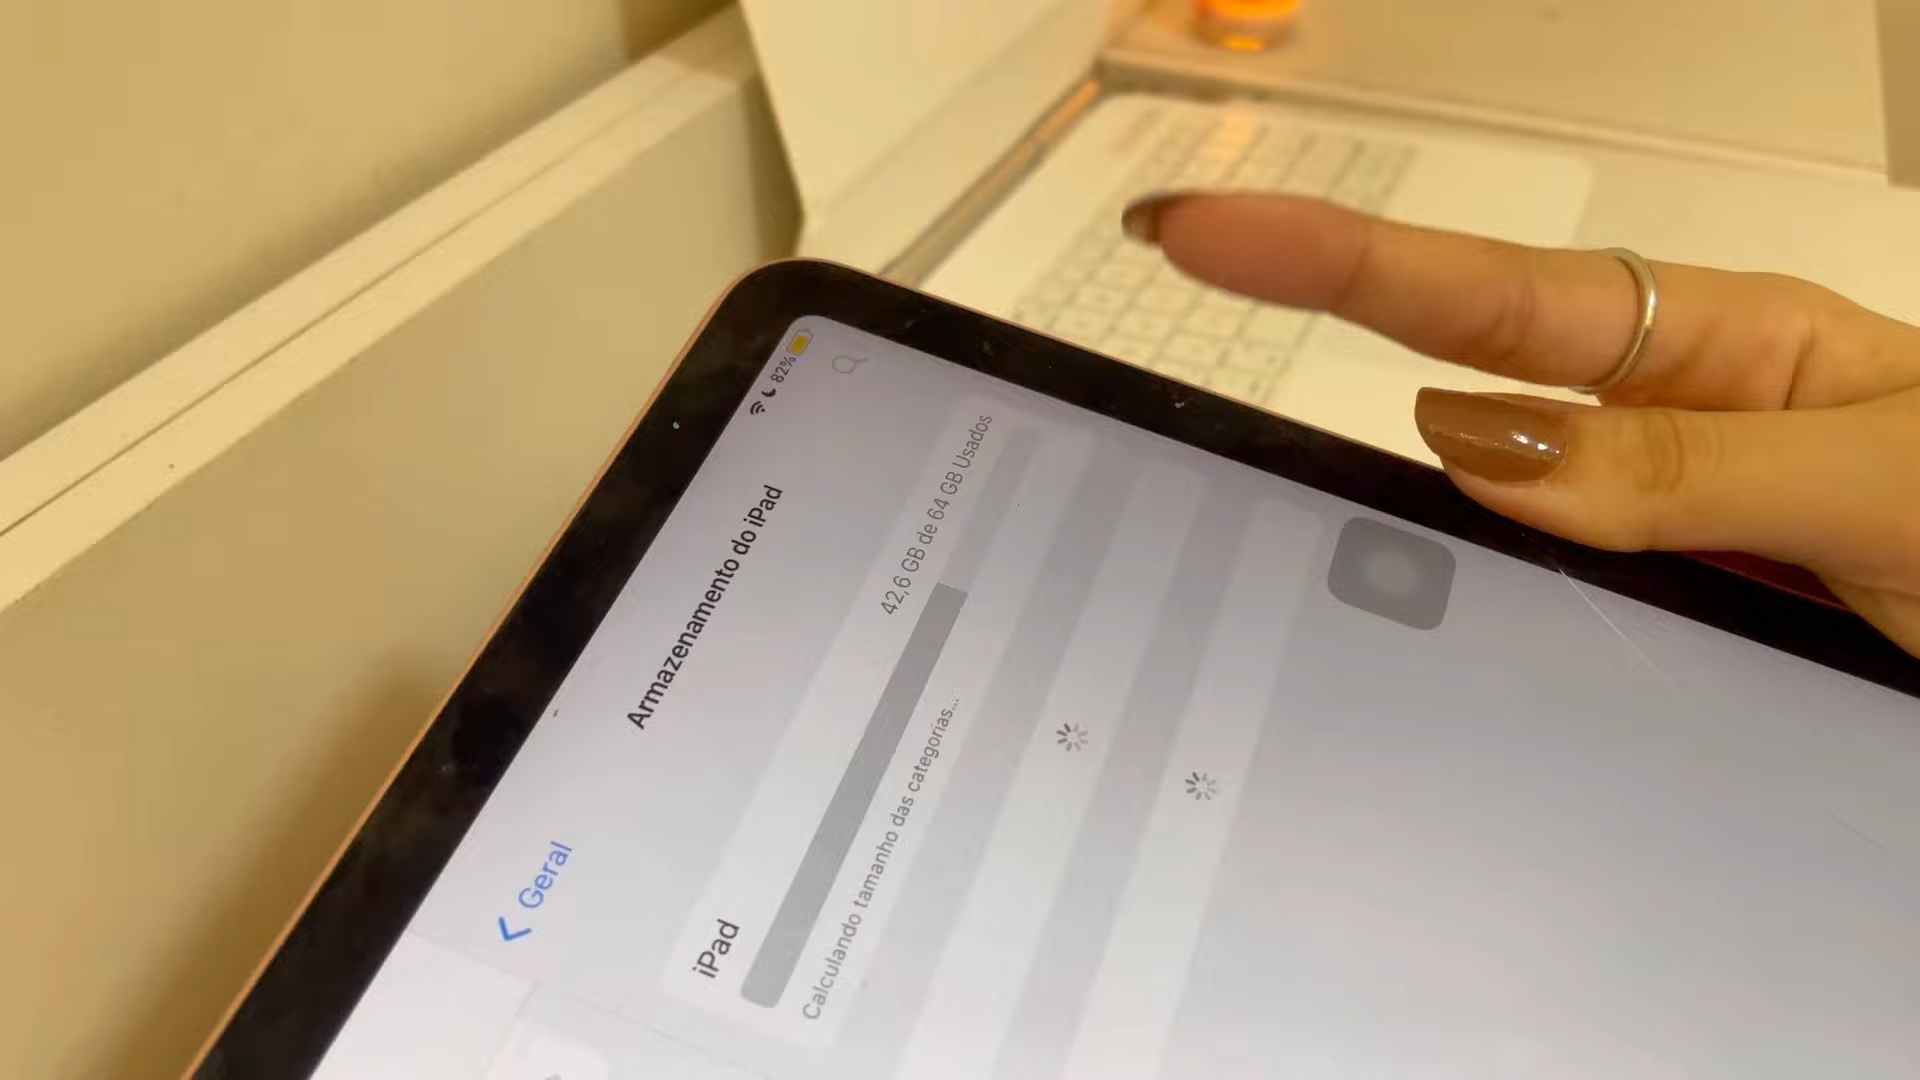 82%
Geral
Armazenamento do iPad
iPad
42,6 GB de 64 GB Usados
Calculando tamanho das categorias...